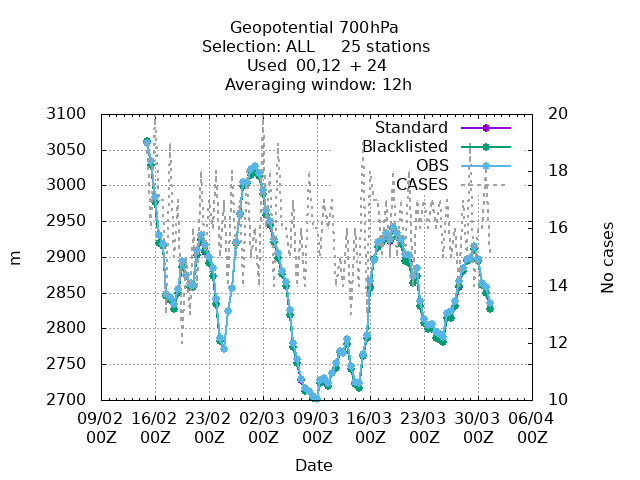 Geopotential 700hPa
Selection: ALL 25 stations
Used 00,12 + 24
Averaging window: 12h
3100
3050
3000
2950
2900
2850
2800
2750
2700
m
20
18
16
14
12
10
No cases
Standard
Blacklisted
OBS
CASES
09/02 16/02 23/02 02/03 09/03 16/03 23/03 30/03 06/04
00Z 00Z 00Z 00Z 00Z 00Z 00Z 00Z 00Z
Date